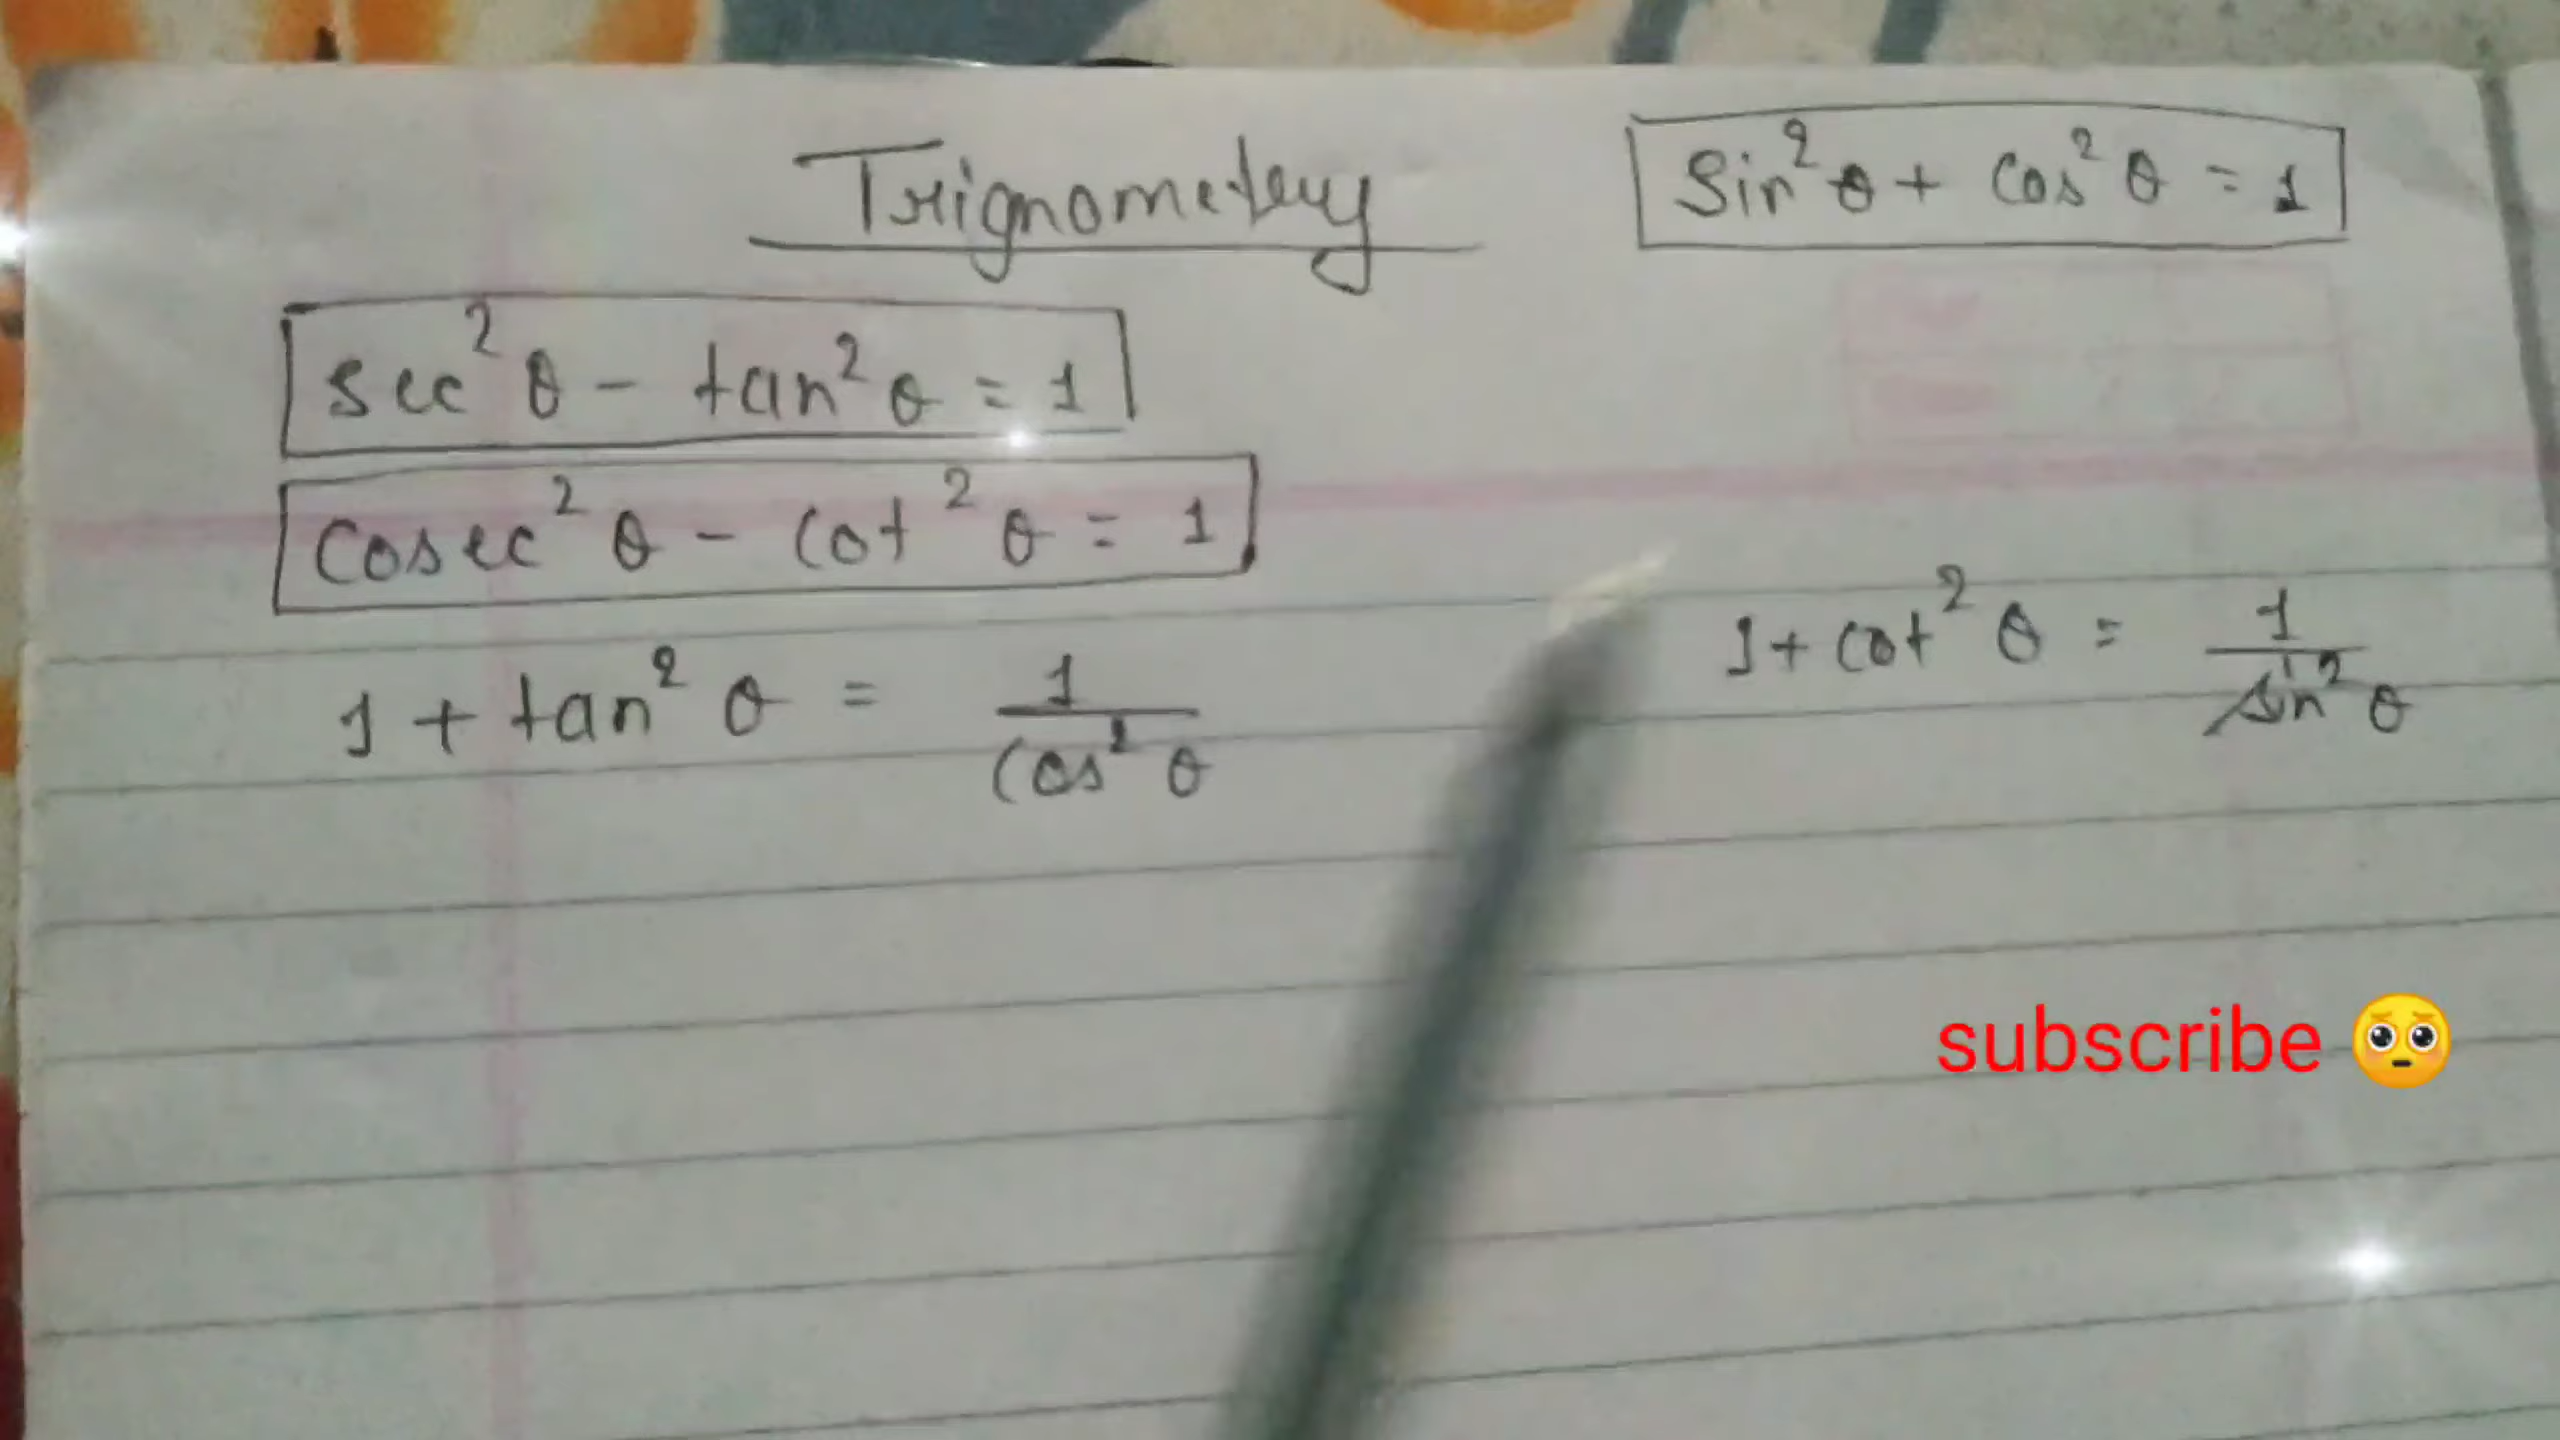 Trignometry
Sin²θ + Cos²θ = 1
sec²θ - tan²θ = 1
Cosec²θ - Cot²θ = 1
1 + tan²θ = 1/Cos²θ
1 + Cot²θ = 1/sin²θ
subscribe 🥺